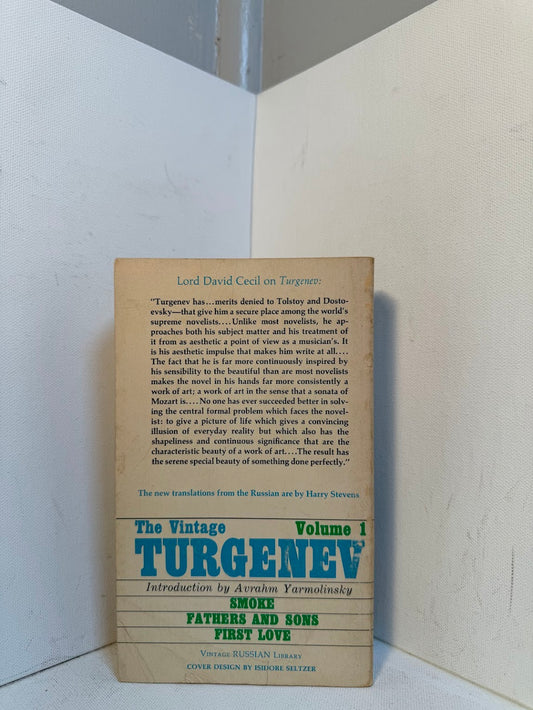 Lord David Cecil on Turgenev:
"Turgenev has...merits denied to Tolstoy and Dosto-
evsky—that give him a secure place among the world's
supreme novelists....Unlike most novelists, he ap-
proaches both his subject matter and his treatment of
it from as aesthetic a point of view as a musician's. It
is his aesthetic impulse that makes him write at all....
The fact that he is far more continuously inspired by
his sensibility to the beautiful than are most novelists
makes the novel in his hands far more consistently a
work of art; a work of art in the sense that a sonata of
Mozart is....No one has ever succeeded better in solv-
ing the central formal problem which faces the novel-
ist: to give a picture of life which gives a convincing
illusion of everyday reality but which also has the
shapeliness and continuous significance that are the
characteristic beauty of a work of art....The result has
the serene special beauty of something done perfectly."
The new translations from the Russian are by Harry Stevens
The Vintage Volume 1
TURGENEV
Introduction by Avrahm Yarmolinsky
SMOKE
FATHERS AND SONS
FIRST LOVE
VINTAGE RUSSIAN LIBRARY
COVER DESIGN BY ISIDORE SELTZER